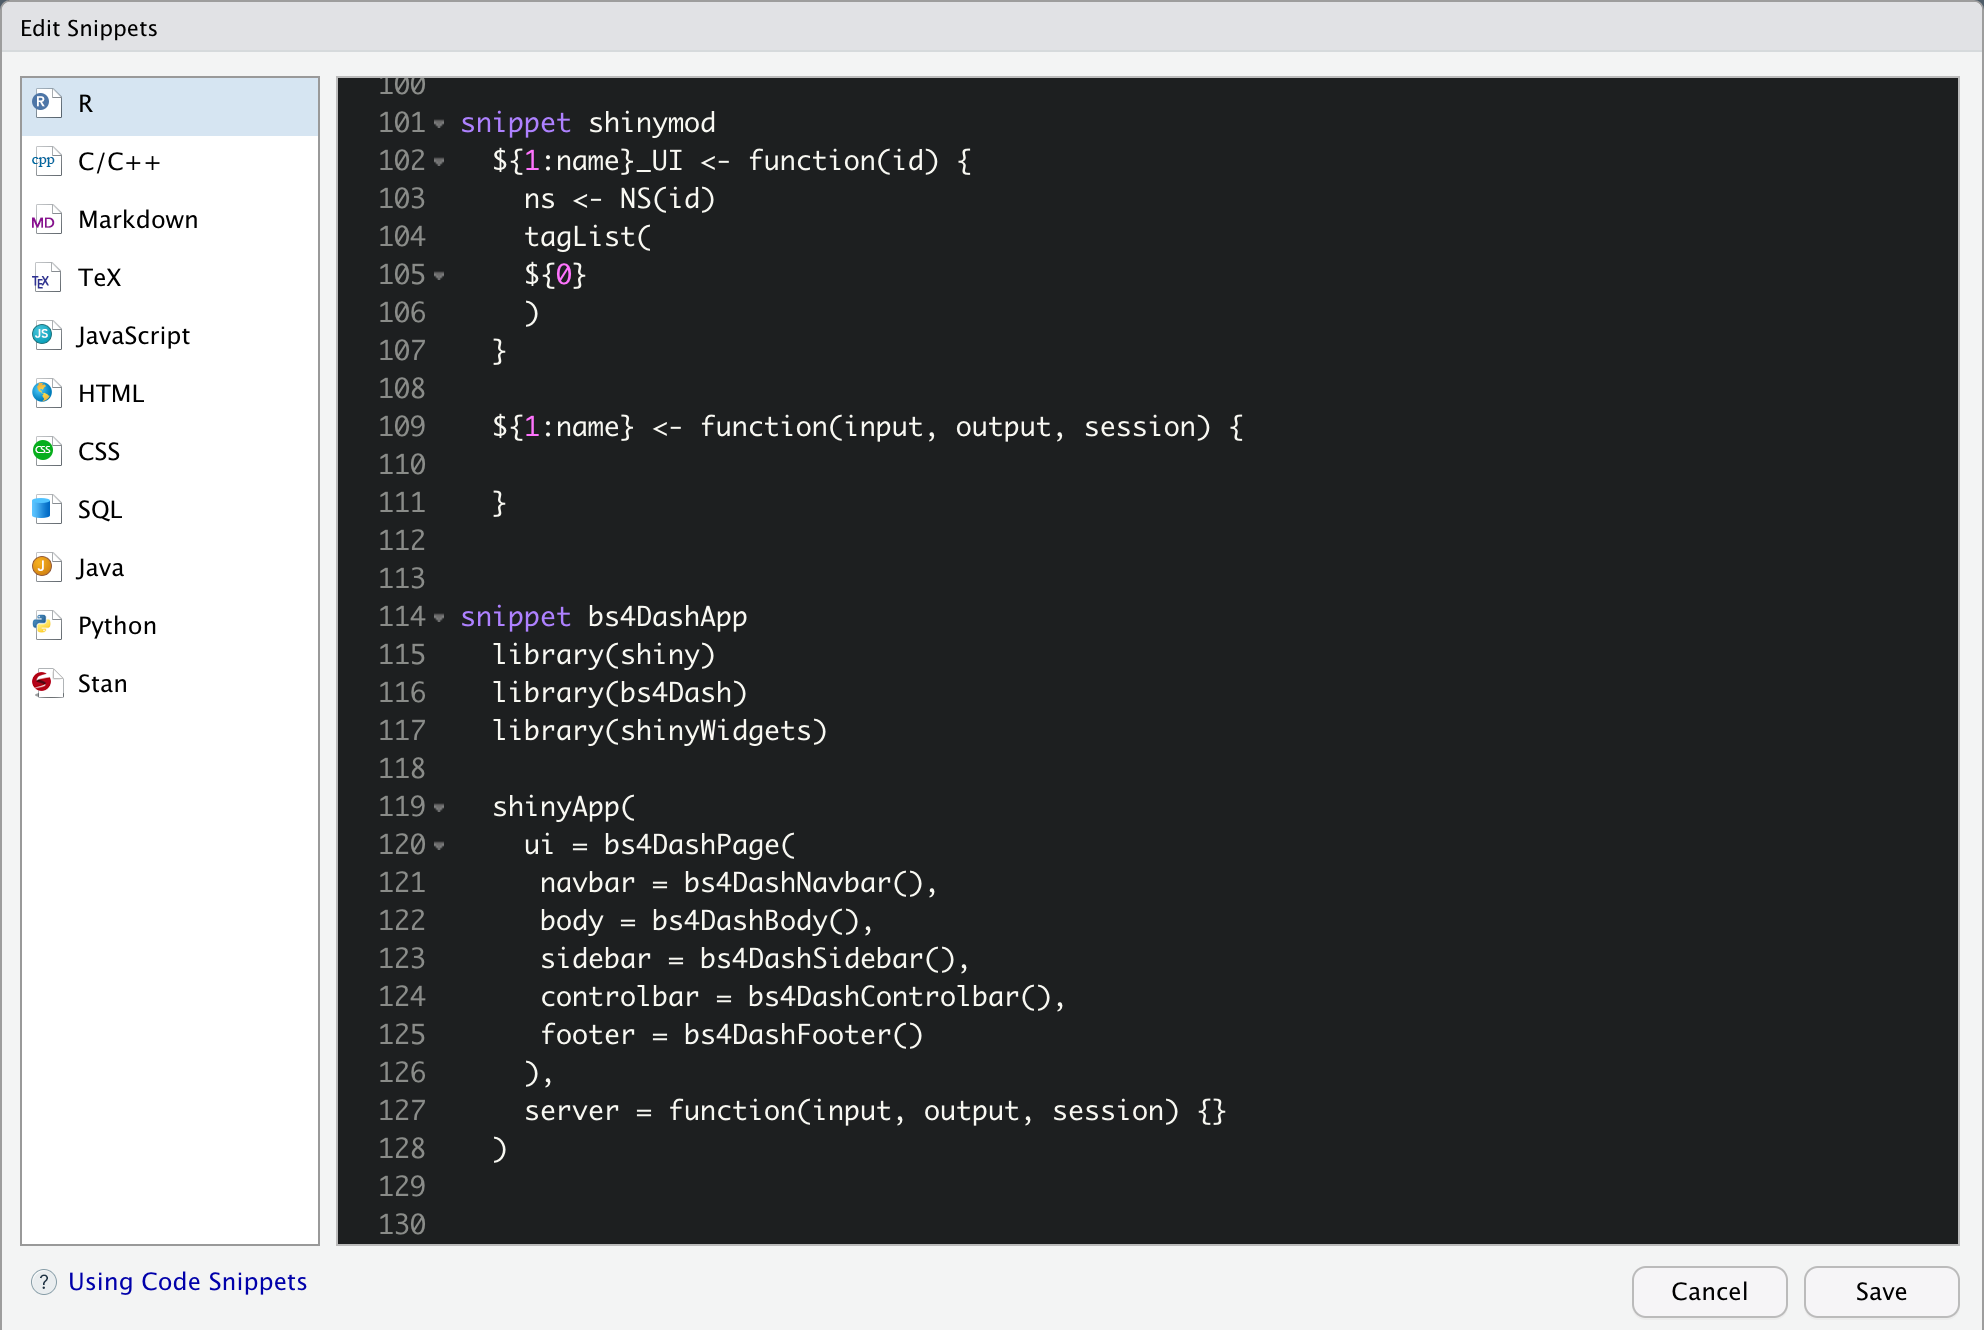 Edit Snippets
R
C/C++
Markdown
TeX
JavaScript
HTML
CSS
SQL
Java
Python
Stan
100
101 snippet shinymod
102   ${1:name}_UI <- function(id) {
103     ns <- NS(id)
104     tagList(
105     ${0}
106     )
107   }
108
109   ${1:name} <- function(input, output, session) {
110
111   }
112
113
114 snippet bs4DashApp
115   library(shiny)
116   library(bs4Dash)
117   library(shinyWidgets)
118
119   shinyApp(
120     ui = bs4DashPage(
121      navbar = bs4DashNavbar(),
122      body = bs4DashBody(),
123      sidebar = bs4DashSidebar(),
124      controlbar = bs4DashControlbar(),
125      footer = bs4DashFooter()
126     ),
127     server = function(input, output, session) {}
128   )
129
130
? Using Code Snippets
Cancel
Save